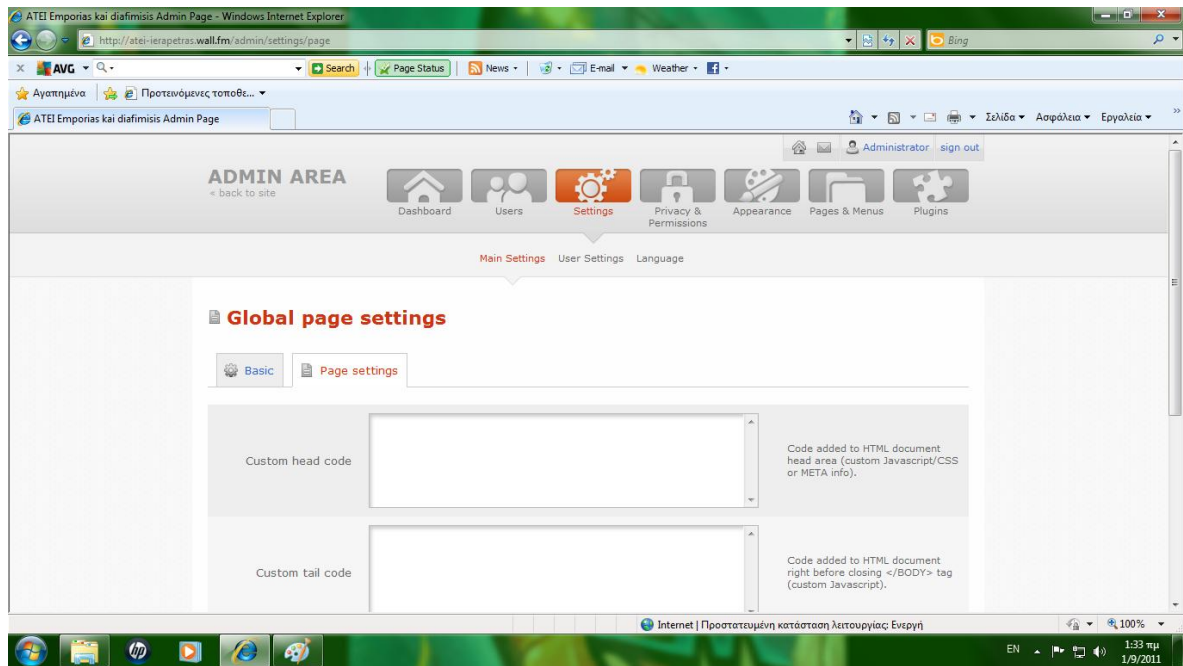 ATEI Emporias kai diafimisis Admin Page - Windows Internet Explorer
http://atei-ierapetras.wall.fm/admin/settings/page
Bing
AVG Search Page Status News E-mail Weather
Αγαπημένα Προτεινόμενες τοποθε...
ATEI Emporias kai diafimisis Admin Page
Σελίδα Ασφάλεια Εργαλεία
Administrator sign out
ADMIN AREA
« back to site
Dashboard Users Settings Privacy & Permissions Appearance Pages & Menus Plugins
Main Settings User Settings Language
Global page settings
Basic Page settings
Custom head code
Code added to HTML document
head area (custom Javascript/CSS
or META info).
Custom tail code
Code added to HTML document
right before closing </BODY> tag
(custom Javascript).
Internet | Προστατευμένη κατάσταση λειτουργίας: Ενεργή
100%
EN
1:33 πμ
1/9/2011